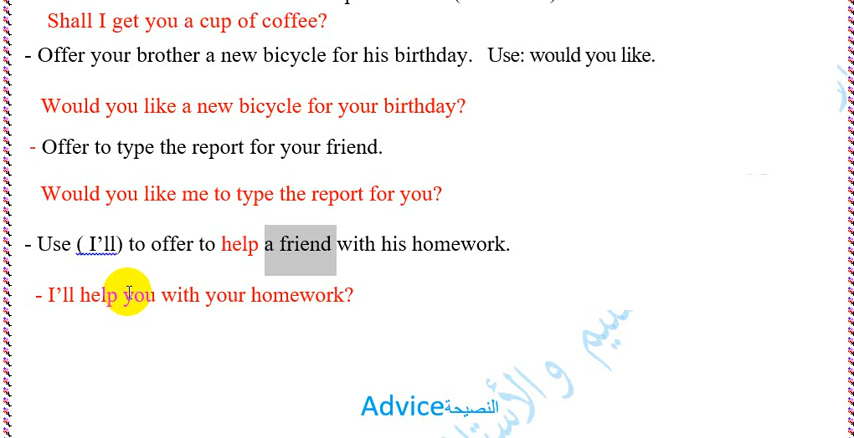 Shall I get you a cup of coffee?
- Offer your brother a new bicycle for his birthday. Use: would you like.
Would you like a new bicycle for your birthday?
- Offer to type the report for your friend.
Would you like me to type the report for you?
- Use ( I’ll) to offer to help a friend with his homework.
- I’ll help you with your homework?
Advice النصيحة